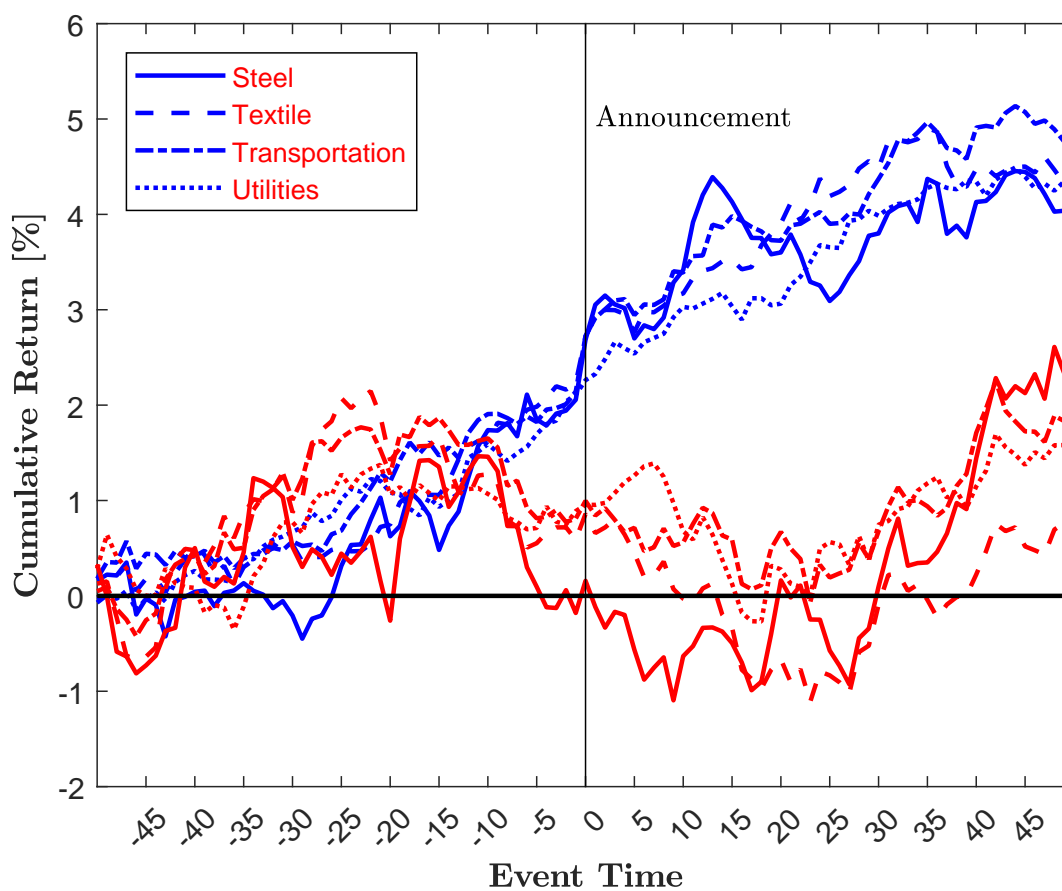 6
5
4
3
2
1
0
-1
-2
Cumulative Return [%]
Steel
Textile
Transportation
Utilities
Announcement
-45 -40 -35 -30 -25 -20 -15 -10 -5 0 5 10 15 20 25 30 35 40 45
Event Time